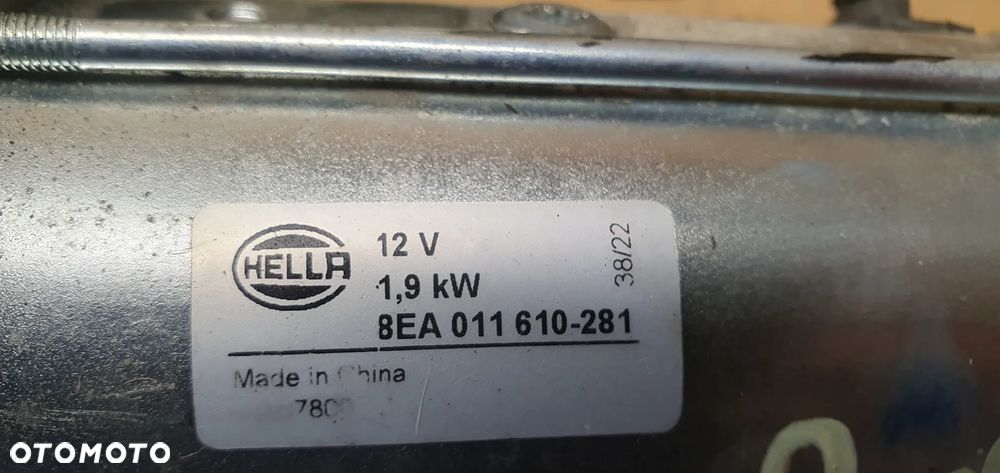 HELLA
12 V
1,9 kW
8EA 011 610-281
38/22
Made in China
OTOMOTO